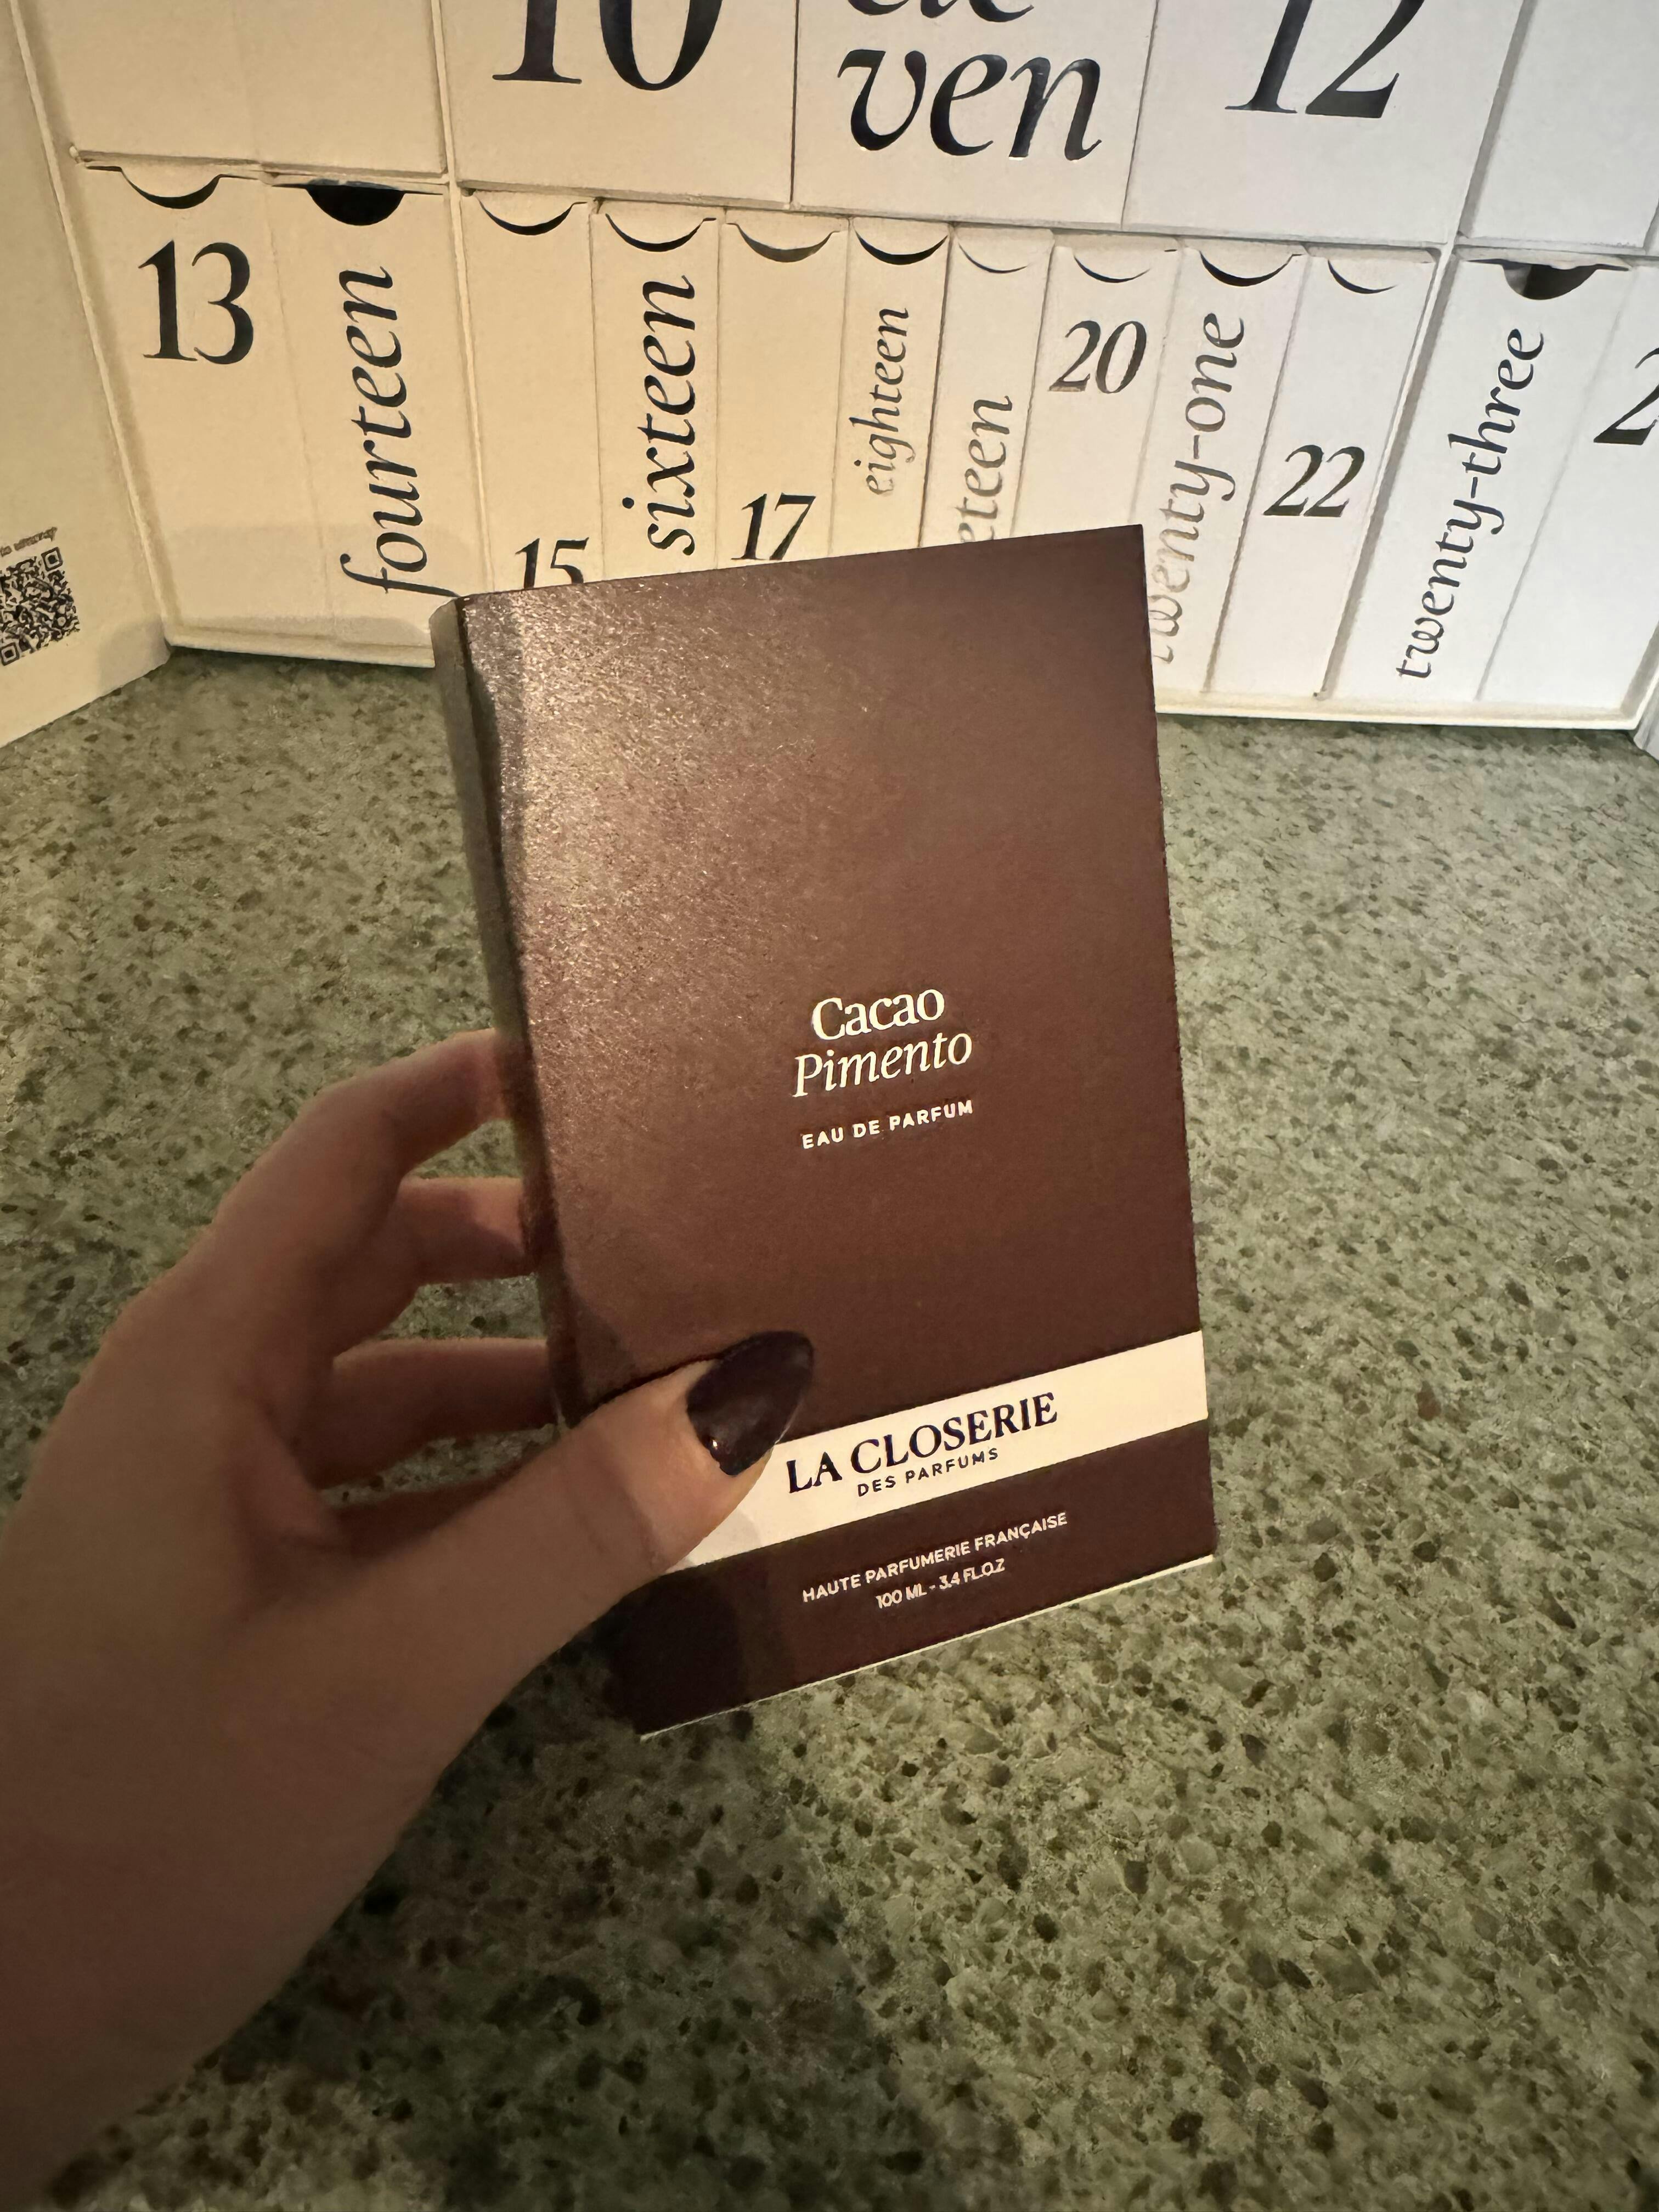 10
ven
12
13
fourteen
15
sixteen
17
eighteen
20
twenty-one
22
twenty-three
Cacao
Pimento
EAU DE PARFUM
LA CLOSERIE
DES PARFUMS
HAUTE PARFUMERIE FRANÇAISE
100 ML - 3.4 FL.OZ